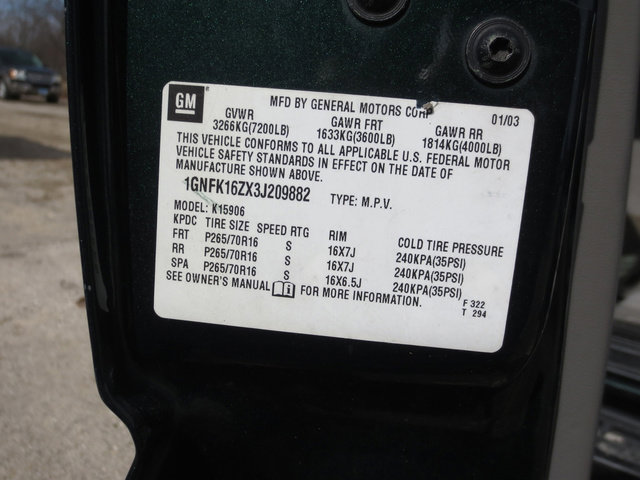 GM
MFD BY GENERAL MOTORS CORP 01/03
GVWR GAWR FRT GAWR RR
3266KG(7200LB) 1633KG(3600LB) 1814KG(4000LB)
THIS VEHICLE CONFORMS TO ALL APPLICABLE U.S. FEDERAL MOTOR
VEHICLE SAFETY STANDARDS IN EFFECT ON THE DATE OF
MANUFACTURE SHOWN ABOVE.
1GNFK16ZX3J209882 TYPE: M.P.V.
MODEL: K15906
KPDC TIRE SIZE SPEED RTG RIM COLD TIRE PRESSURE
FRT P265/70R16 S 16X7J 240KPA(35PSI)
RR P265/70R16 S 16X7J 240KPA(35PSI)
SPA P265/70R16 S 16X6.5J 240KPA(35PSI)
SEE OWNER'S MANUAL FOR MORE INFORMATION.
F 322
T 294